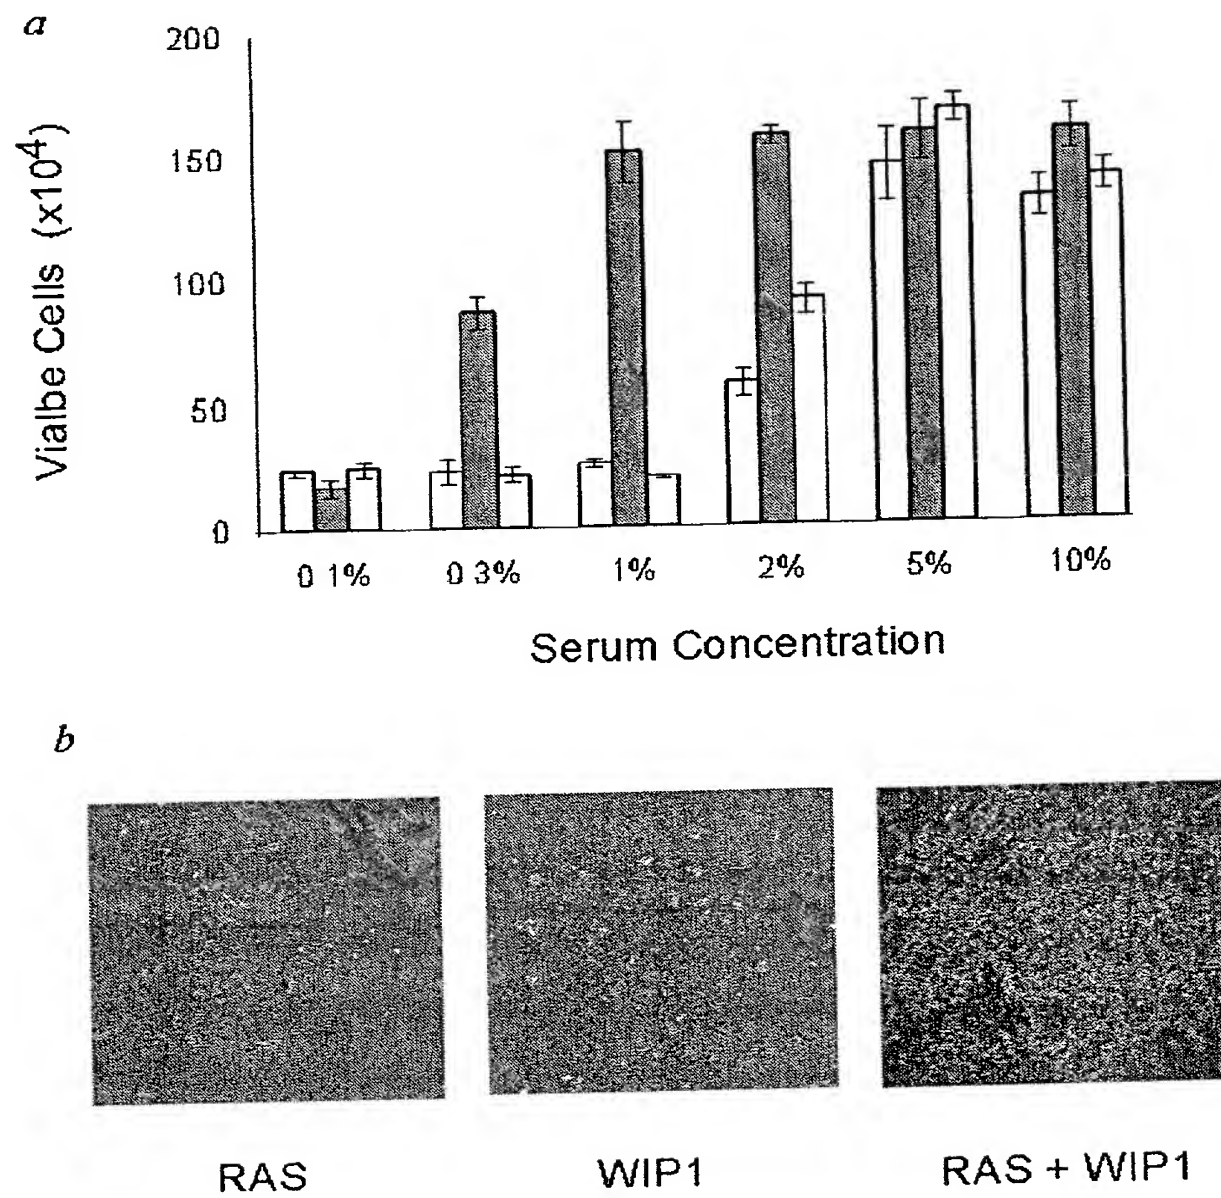 a
200
150
100
50
0
Vialbe Cells (x10⁴)
0 1% 0 3% 1% 2% 5% 10%
Serum Concentration
b
RAS WIP1 RAS + WIP1